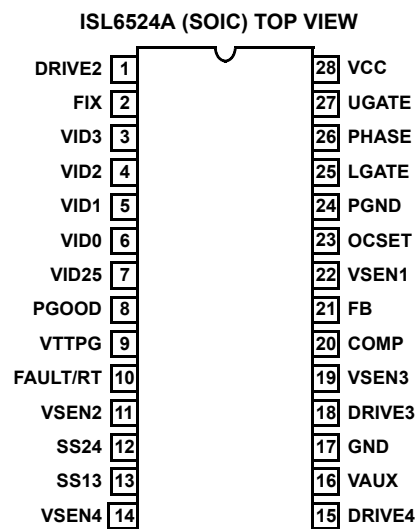 ISL6524A (SOIC) TOP VIEW
DRIVE2 1 28 VCC
FIX 2 27 UGATE
VID3 3 26 PHASE
VID2 4 25 LGATE
VID1 5 24 PGND
VID0 6 23 OCSET
VID25 7 22 VSEN1
PGOOD 8 21 FB
VTTPG 9 20 COMP
FAULT/RT 10 19 VSEN3
VSEN2 11 18 DRIVE3
SS24 12 17 GND
SS13 13 16 VAUX
VSEN4 14 15 DRIVE4